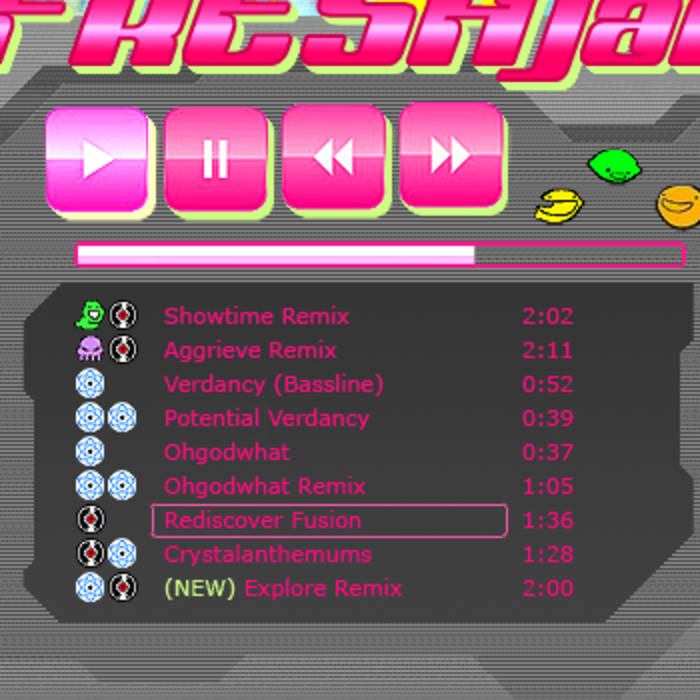 FRESHja
Showtime Remix 2:02
Aggrieve Remix 2:11
Verdancy (Bassline) 0:52
Potential Verdancy 0:39
Ohgodwhat 0:37
Ohgodwhat Remix 1:05
Rediscover Fusion 1:36
Crystalanthemums 1:28
(NEW) Explore Remix 2:00